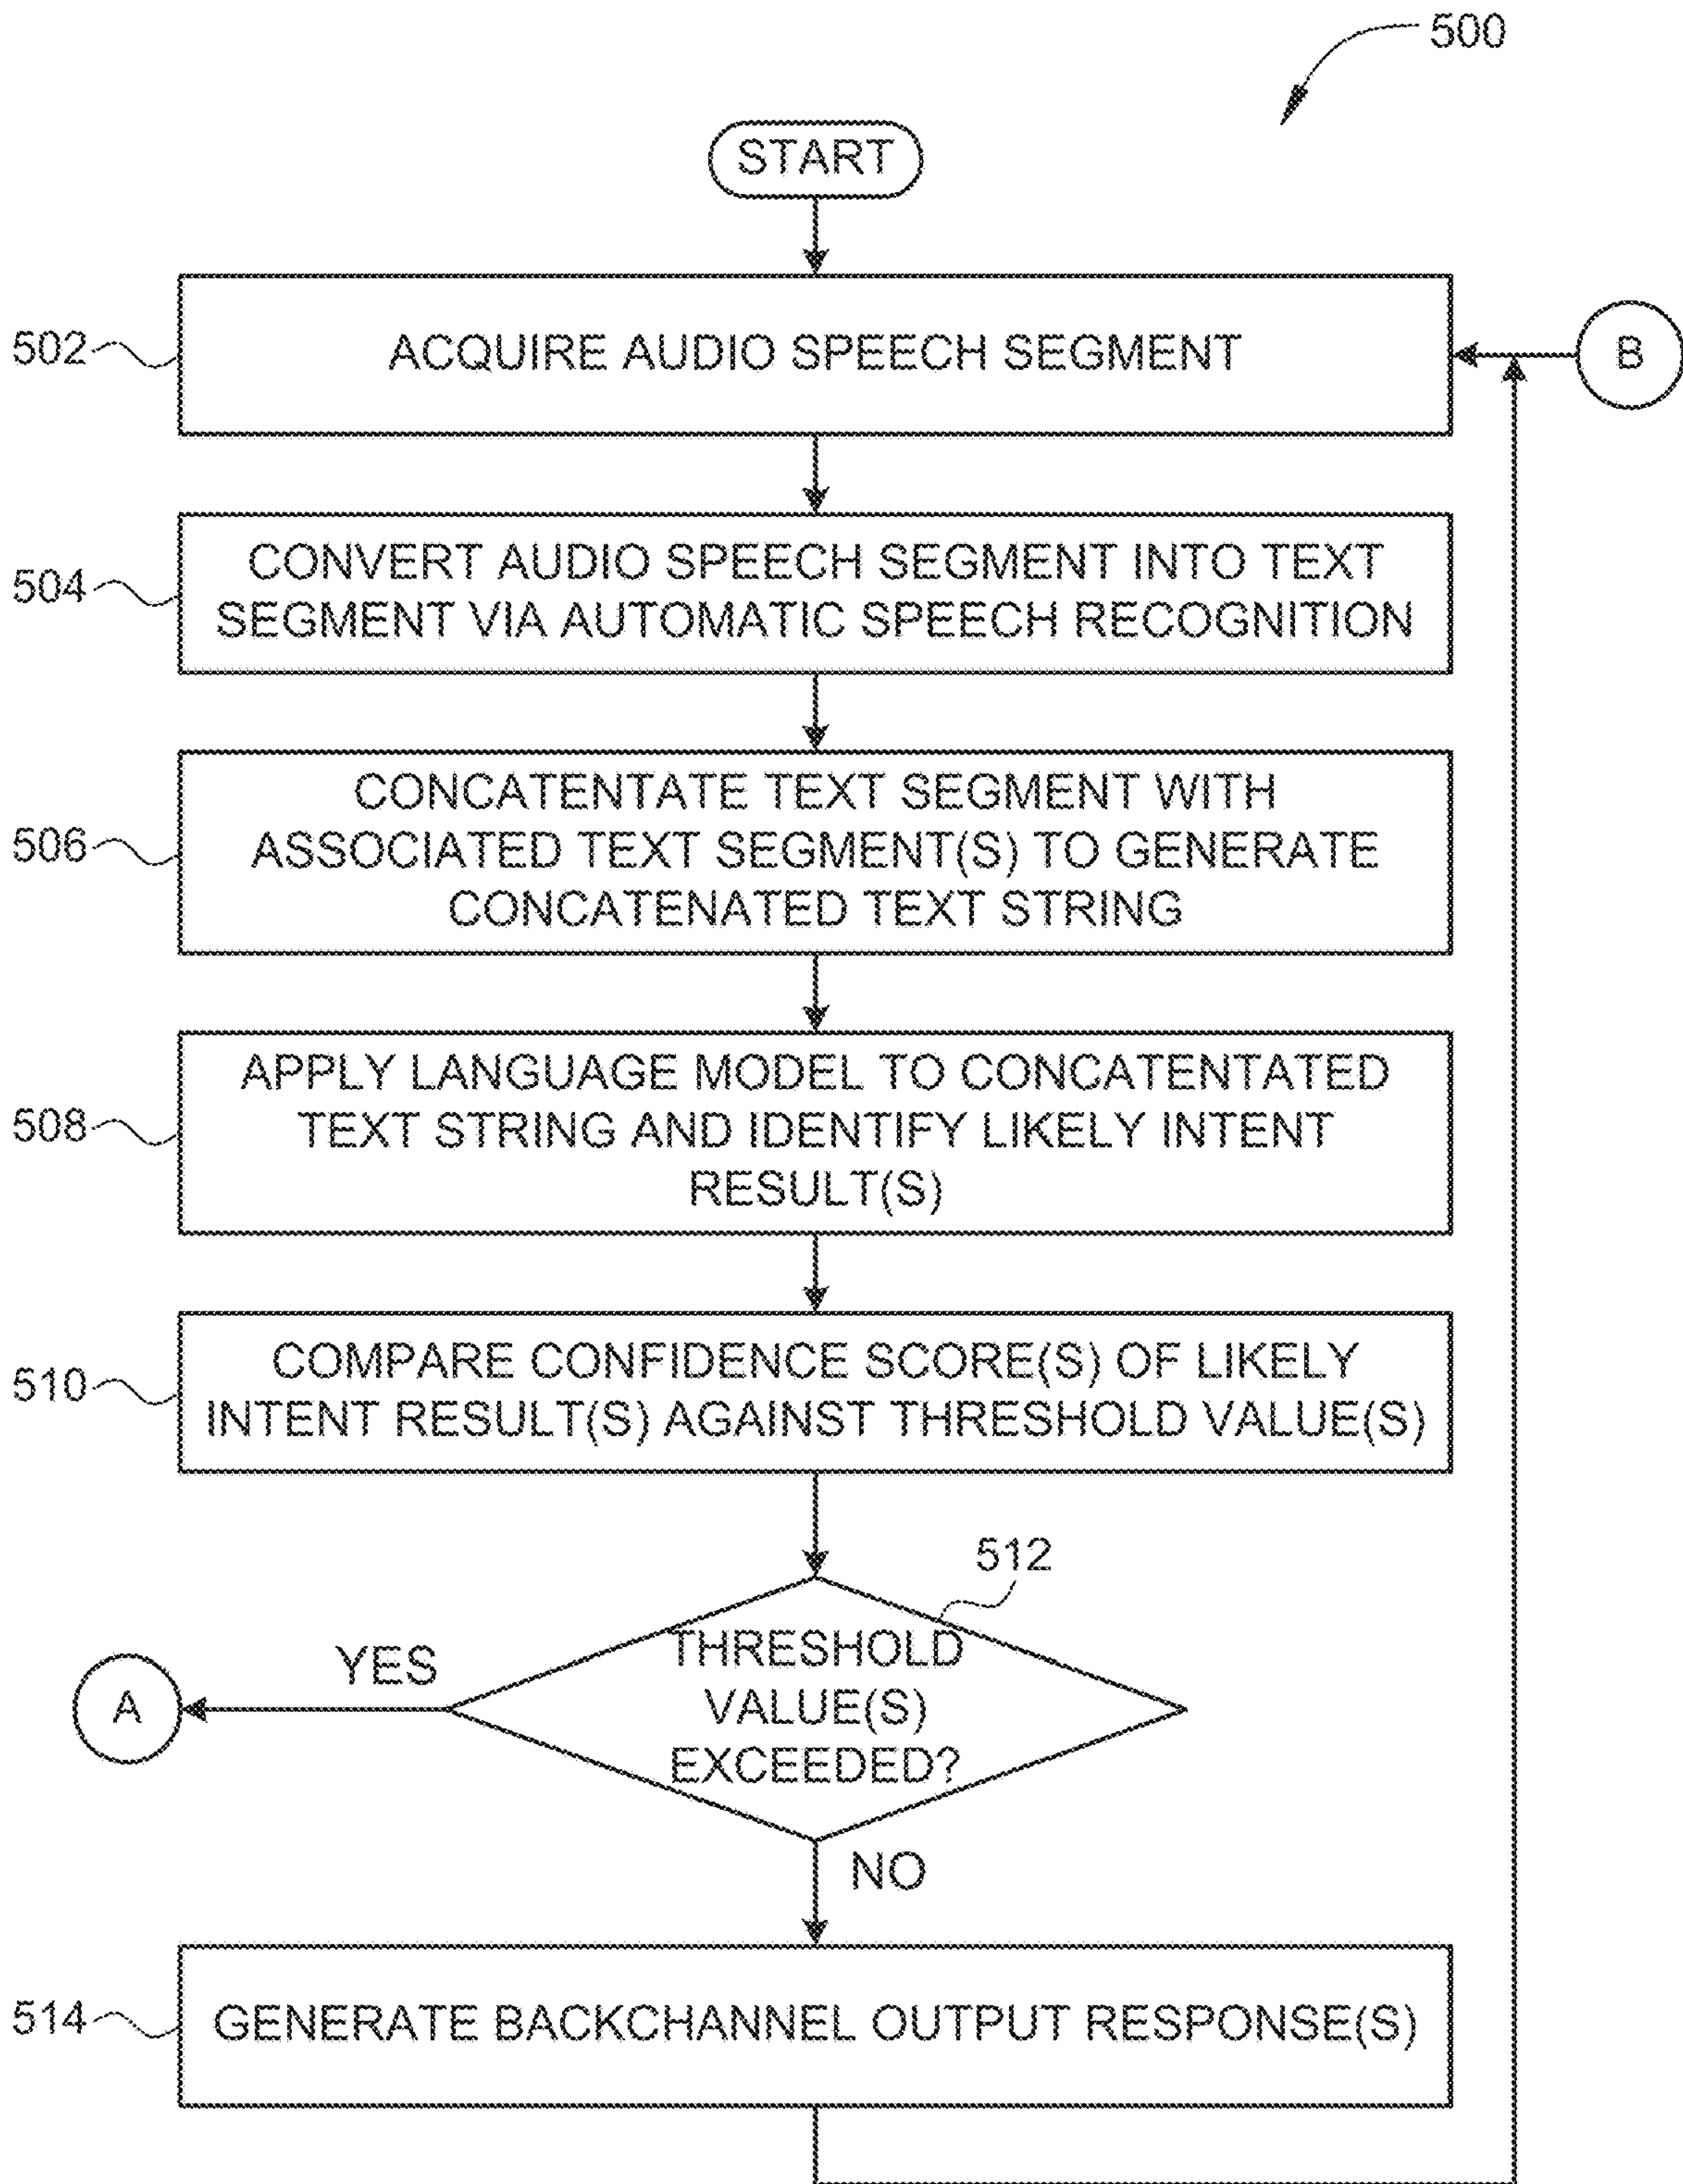 500
START
502
ACQUIRE AUDIO SPEECH SEGMENT
B
504
CONVERT AUDIO SPEECH SEGMENT INTO TEXT
SEGMENT VIA AUTOMATIC SPEECH RECOGNITION
506
CONCATENTATE TEXT SEGMENT WITH
ASSOCIATED TEXT SEGMENT(S) TO GENERATE
CONCATENATED TEXT STRING
508
APPLY LANGUAGE MODEL TO CONCATENTATED
TEXT STRING AND IDENTIFY LIKELY INTENT
RESULT(S)
510
COMPARE CONFIDENCE SCORE(S) OF LIKELY
INTENT RESULT(S) AGAINST THRESHOLD VALUE(S)
512
THRESHOLD
VALUE(S)
EXCEEDED?
YES
A
NO
514
GENERATE BACKCHANNEL OUTPUT RESPONSE(S)